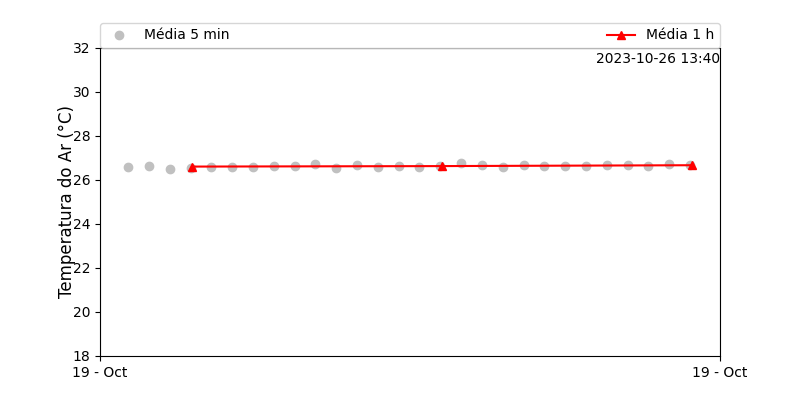 Média 5 min
Média 1 h
2023-10-26 13:40
Temperatura do Ar (°C)
32
30
28
26
24
22
20
18
19 - Oct
19 - Oct